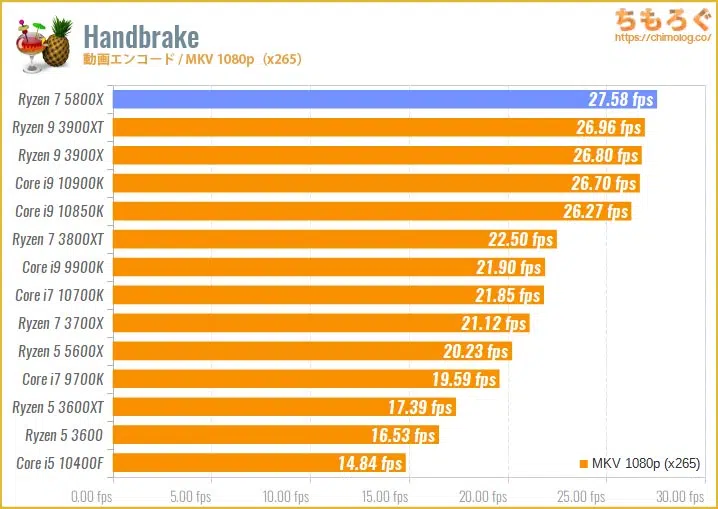 Handbrake
動画エンコード / MKV 1080p（x265）
ちもろぐ
https://chimolog.co/
Ryzen 7 5800X 27.58 fps
Ryzen 9 3900XT 26.96 fps
Ryzen 9 3900X 26.80 fps
Core i9 10900K 26.70 fps
Core i9 10850K 26.27 fps
Ryzen 7 3800XT 22.50 fps
Core i9 9900K 21.90 fps
Core i7 10700K 21.85 fps
Ryzen 7 3700X 21.12 fps
Ryzen 5 5600X 20.23 fps
Core i7 9700K 19.59 fps
Ryzen 5 3600XT 17.39 fps
Ryzen 5 3600 16.53 fps
Core i5 10400F 14.84 fps
MKV 1080p (x265)
0.00 fps 5.00 fps 10.00 fps 15.00 fps 20.00 fps 25.00 fps 30.00 fps